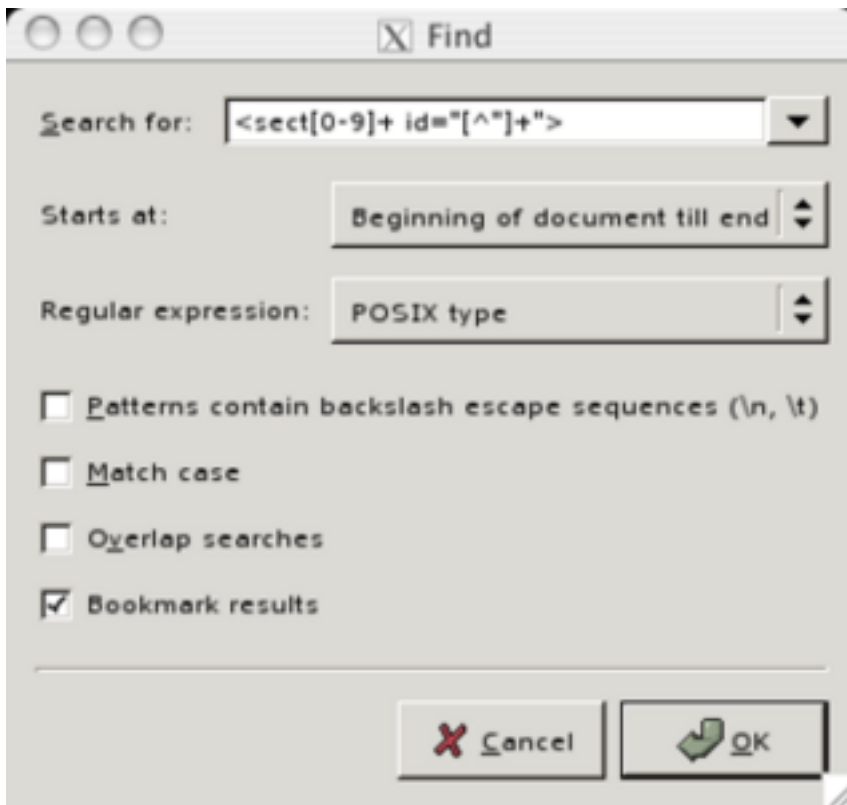 Find
Search for: <sect[0-9]+ id="[^"]+">
Starts at: Beginning of document till end
Regular expression: POSIX type
Patterns contain backslash escape sequences (\n, \t)
Match case
Overlap searches
Bookmark results
Cancel OK